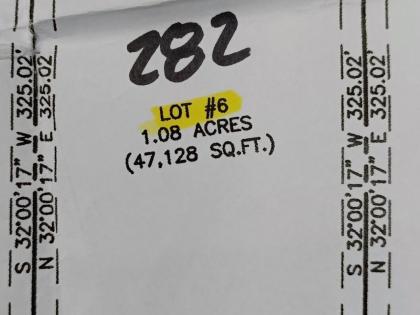 282
LOT #6
1.08 ACRES
(47,128 SQ.FT.)
S 32°00'17" W 325.02'
N 32°00'17" E 325.02'
S 32°00'17" W 325.02'
N 32°00'17" E 325.02'